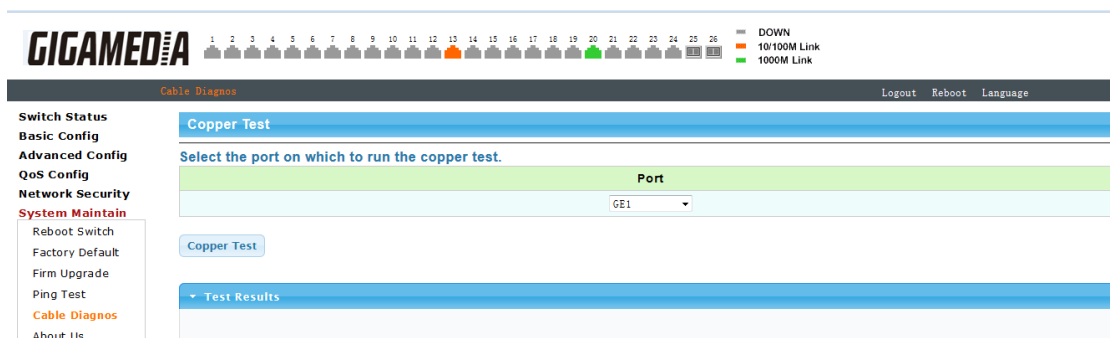 GIGAMEDIA
1 2 3 4 5 6 7 8 9 10 11 12 13 14 15 16 17 18 19 20 21 22 23 24 25 26
DOWN
10/100M Link
1000M Link
Cable Diagnos
Logout Reboot Language
Switch Status
Basic Config
Advanced Config
QoS Config
Network Security
System Maintain
Reboot Switch
Factory Default
Firm Upgrade
Ping Test
Cable Diagnos
About Us
Copper Test
Select the port on which to run the copper test.
Port
GE1
Copper Test
Test Results